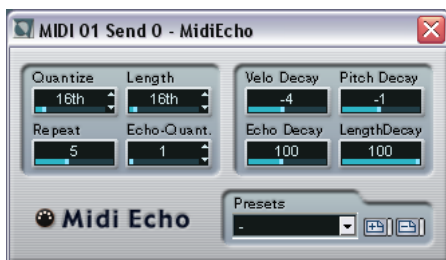 MIDI 01 Send 0 - MidiEcho
Quantize Length
16th 16th
Repeat Echo-Quant.
5 1
Velo Decay Pitch Decay
-4 -1
Echo Decay LengthDecay
100 100
Midi Echo
Presets
-